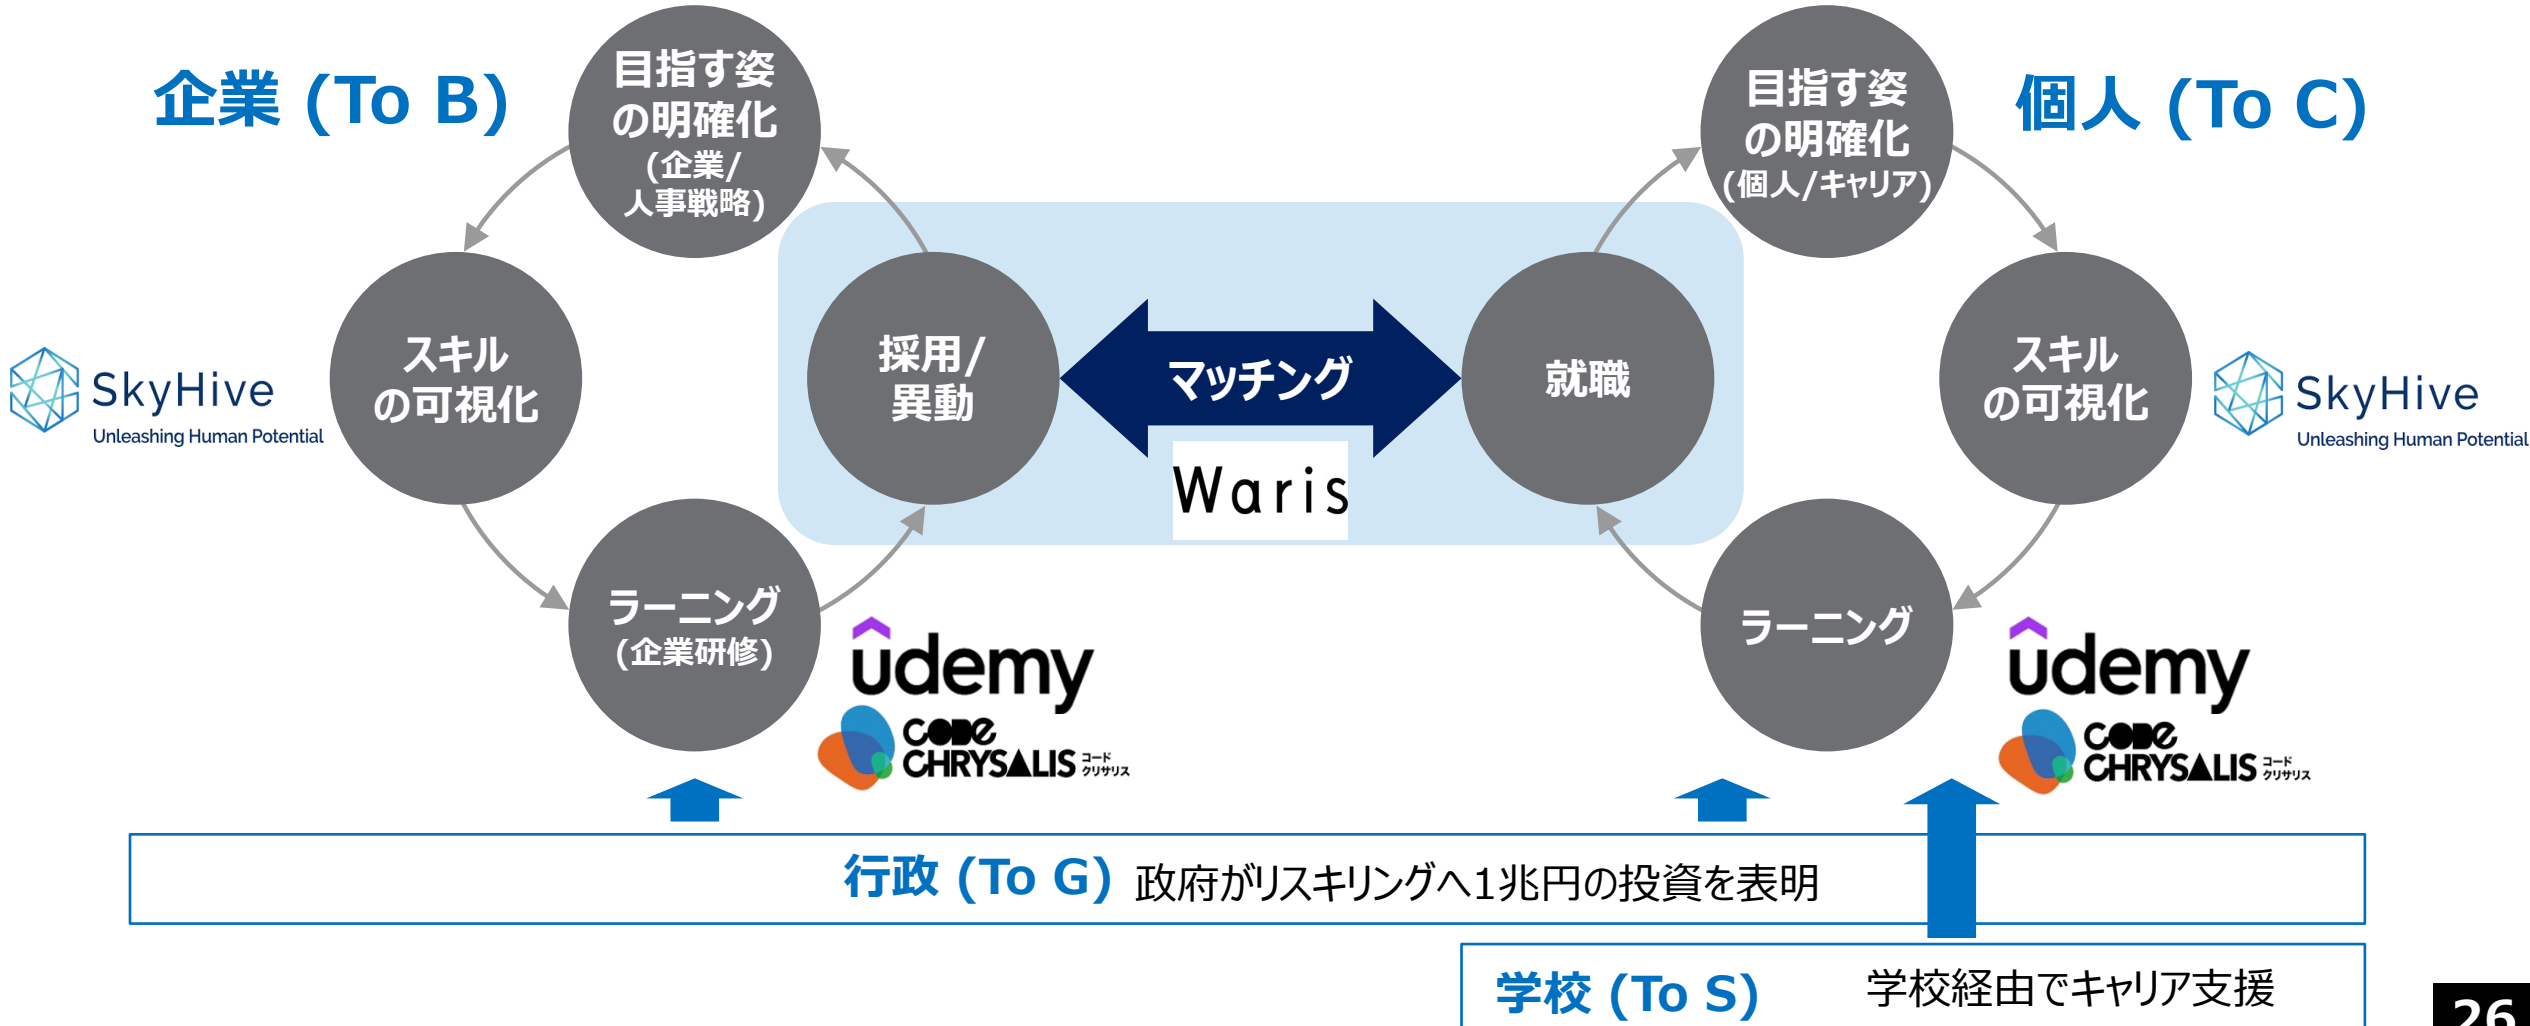 企業 (To B)
目指す姿
の明確化
(企業/
人事戦略)
目指す姿
の明確化
(個人/キャリア)
個人 (To C)
SkyHive
Unleashing Human Potential
スキル
の可視化
採用/
異動
マッチング
Waris
就職
スキル
の可視化
SkyHive
Unleashing Human Potential
ラーニング
(企業研修)
udemy
CODE
CHRYSALIS コード
クリサリス
ラーニング
udemy
CODE
CHRYSALIS コード
クリサリス
行政 (To G) 政府がリスキリングへ1兆円の投資を表明
学校 (To S) 学校経由でキャリア支援
26